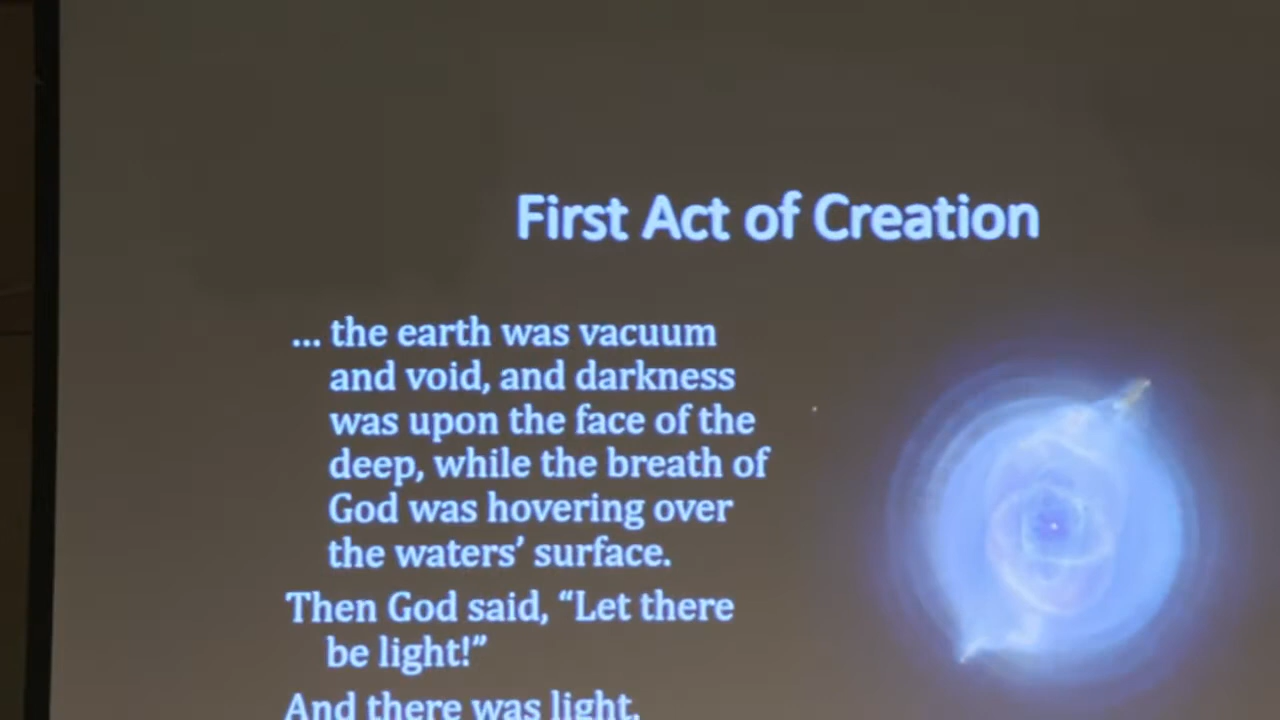 First Act of Creation
... the earth was vacuum
and void, and darkness
was upon the face of the
deep, while the breath of
God was hovering over
the waters’ surface.
Then God said, “Let there
be light!”
And there was light.